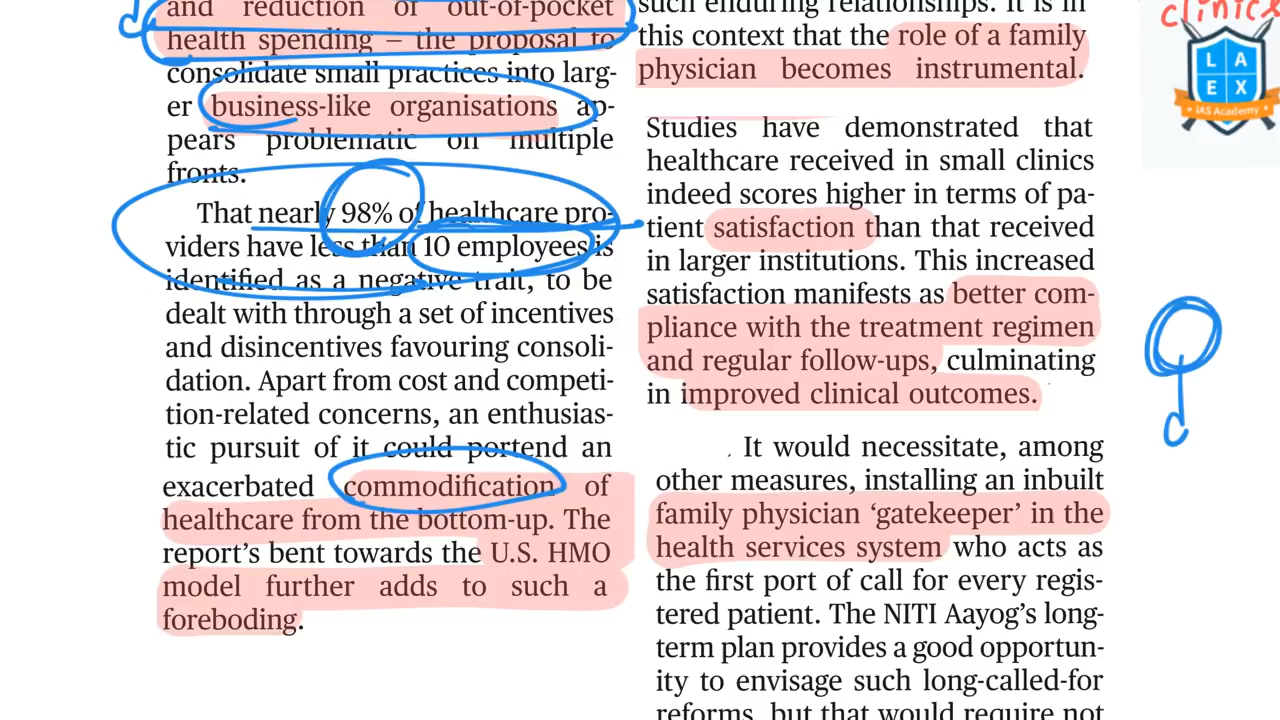 and reduction of out-of-pocket
health spending – the proposal to
consolidate small practices into larg-
er business-like organisations ap-
pears problematic on multiple
fronts.
That nearly 98% of healthcare pro-
viders have less than 10 employees is
identified as a negative trait, to be
dealt with through a set of incentives
and disincentives favouring consoli-
dation. Apart from cost and competi-
tion-related concerns, an enthusias-
tic pursuit of it could portend an
exacerbated commodification of
healthcare from the bottom-up. The
report's bent towards the U.S. HMO
model further adds to such a
foreboding.
such enduring relationships. It is in
this context that the role of a family
physician becomes instrumental.
Studies have demonstrated that
healthcare received in small clinics
indeed scores higher in terms of pa-
tient satisfaction than that received
in larger institutions. This increased
satisfaction manifests as better com-
pliance with the treatment regimen
and regular follow-ups, culminating
in improved clinical outcomes.
It would necessitate, among
other measures, installing an inbuilt
family physician 'gatekeeper' in the
health services system who acts as
the first port of call for every regis-
tered patient. The NITI Aayog's long-
term plan provides a good opportun-
ity to envisage such long-called-for
reforms, but that would require not
clinics
L A
E X
IAS Academy